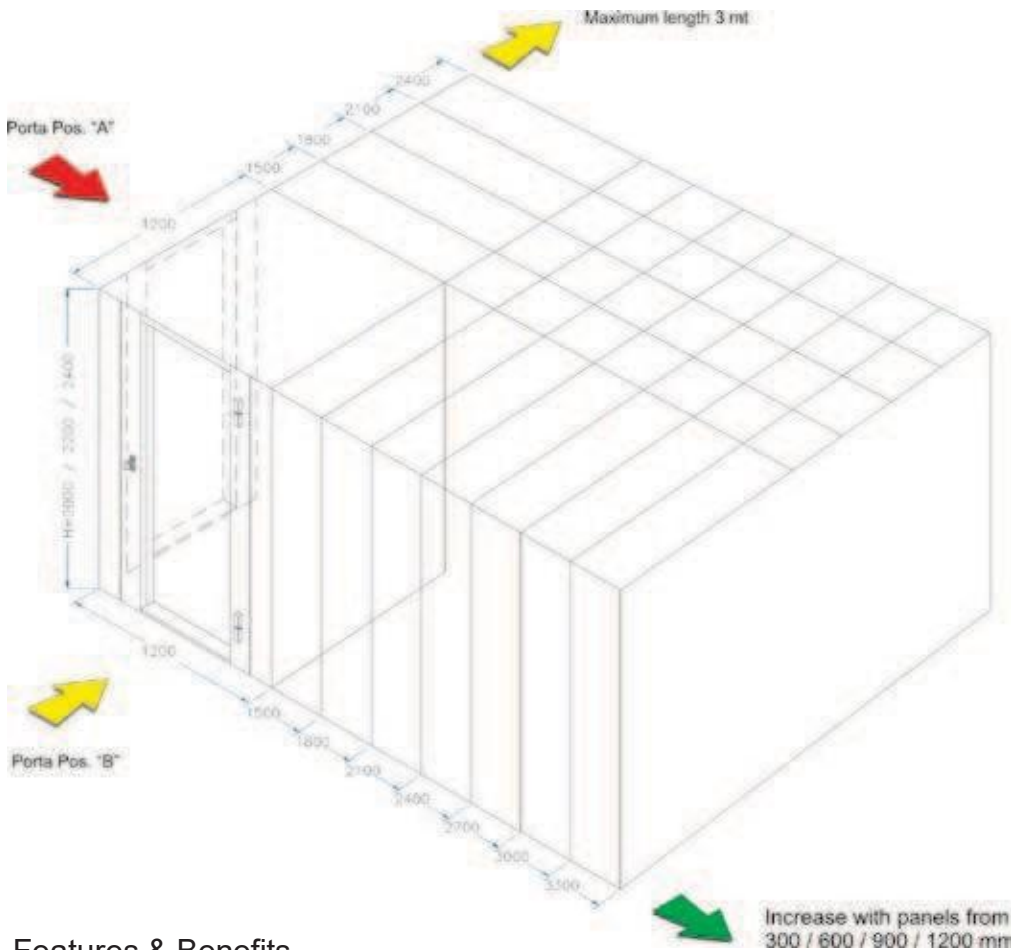 Maximum length 3 mt
Porta Pos. "A"
2400
2100
1800
1500
1200
2200 / 2400
1200
1500
1800
2100
2400
2700
3000
3300
Porta Pos. "B"
Increase with panels from
300 / 600 / 900 / 1200 mm
Features & Benefits